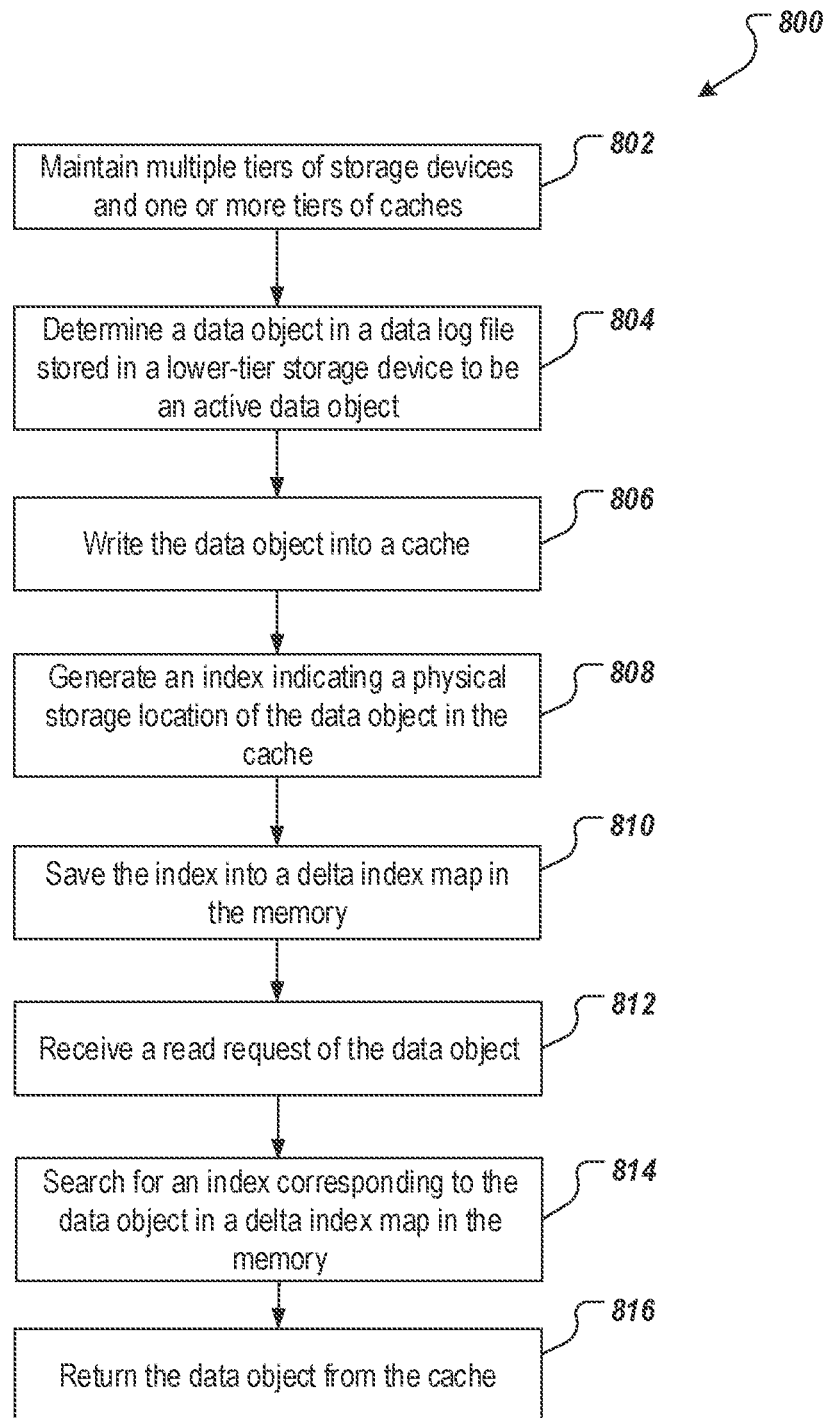 800
802
Maintain multiple tiers of storage devices
and one or more tiers of caches
804
Determine a data object in a data log file
stored in a lower-tier storage device to be
an active data object
806
Write the data object into a cache
808
Generate an index indicating a physical
storage location of the data object in the
cache
810
Save the index into a delta index map in
the memory
812
Receive a read request of the data object
814
Search for an index corresponding to the
data object in a delta index map in the
memory
816
Return the data object from the cache